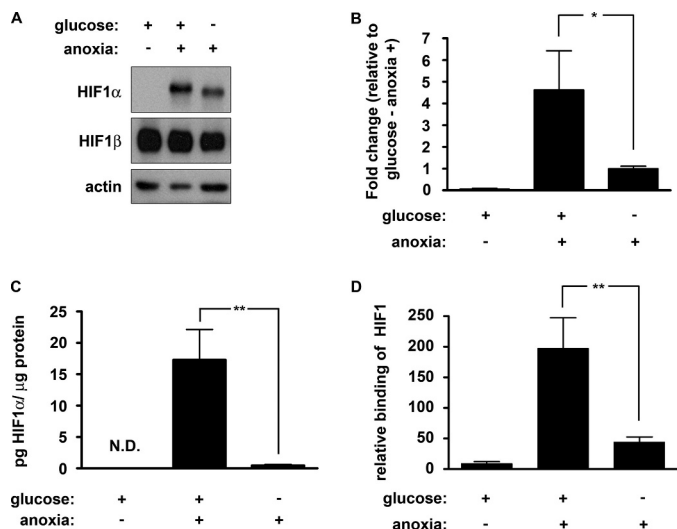 A
glucose: + + -
anoxia: - + +
HIF1α
HIF1β
actin
B
*
Fold change (relative to
glucose - anoxia +)
7
6
5
4
3
2
1
0
glucose: + + -
anoxia: - + +
C
**
pg HIF1α/ μg protein
25
20
15
10
5
0
N.D.
glucose: + + -
anoxia: - + +
D
**
relative binding of HIF1
250
200
150
100
50
0
glucose: + + -
anoxia: - + +